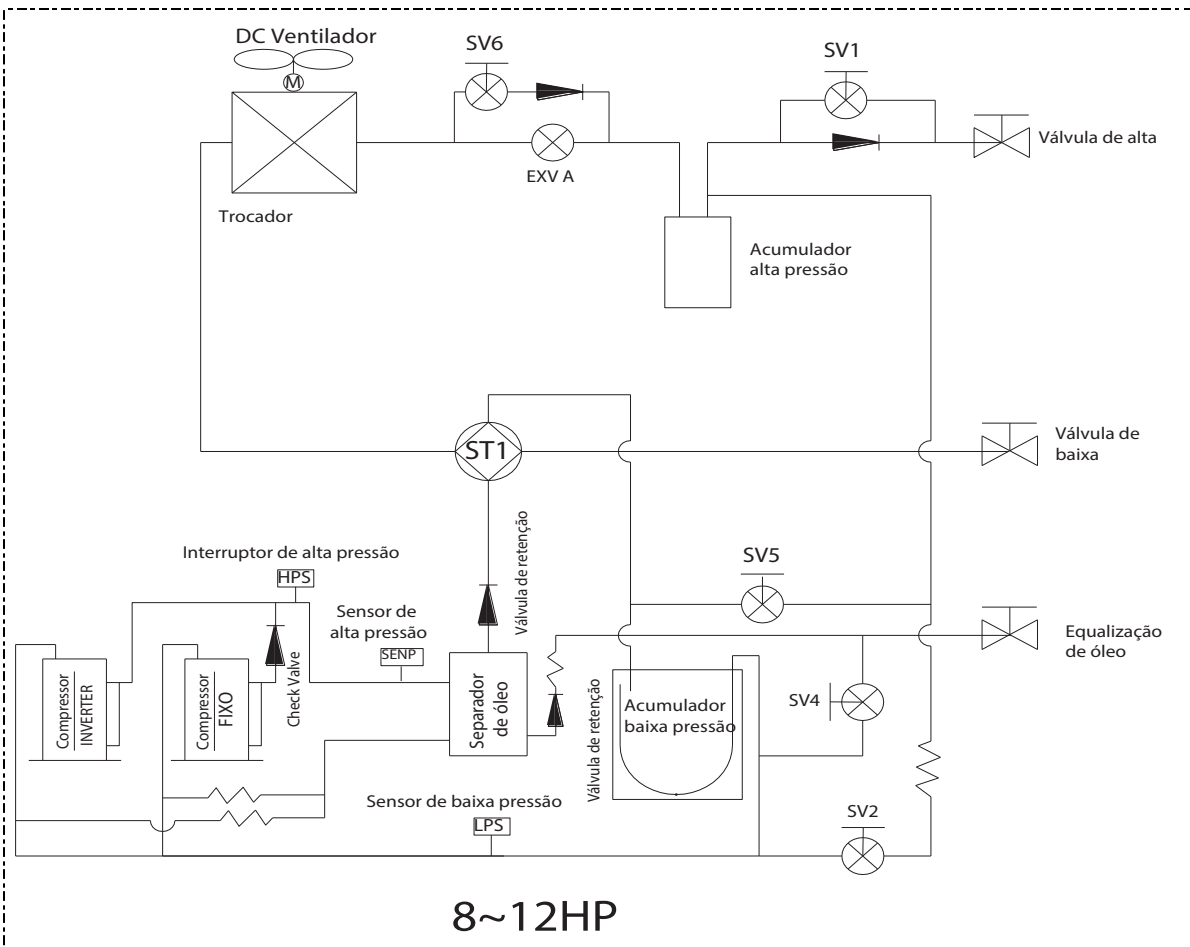 DC Ventilador
M
Trocador
SV6
EXV A
SV1
Válvula de alta
Acumulador
alta pressão
ST1
Válvula de
baixa
Interruptor de alta pressão
HPS
Sensor de
alta pressão
SENP
Válvula de retenção
SV5
Equalização
de óleo
Compressor
INVERTER
Compressor
FIXO
Check Valve
Separador
de óleo
Válvula de retenção
Acumulador
baixa pressão
SV4
Sensor de baixa pressão
LPS
SV2
8~12HP